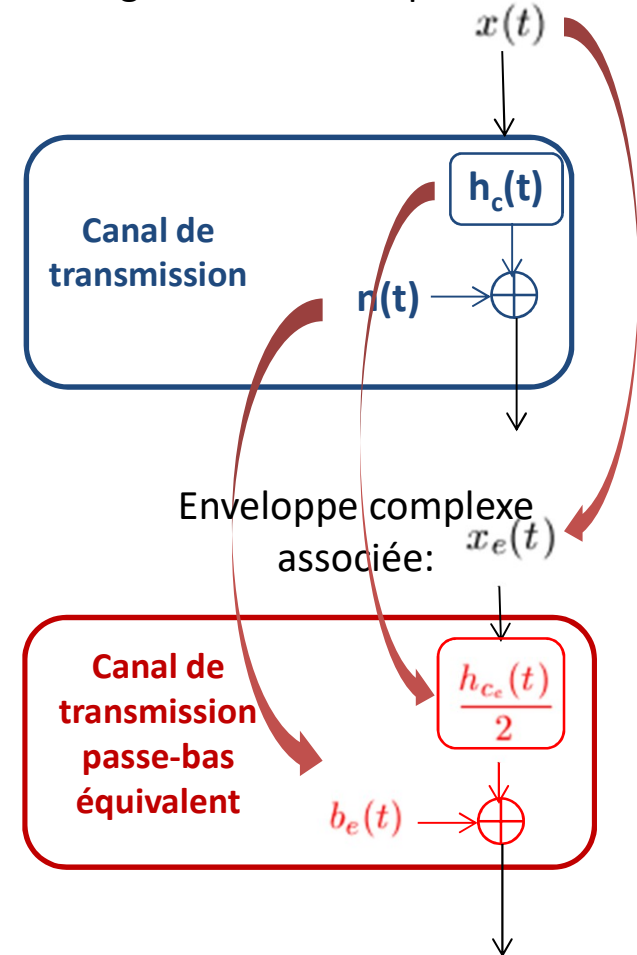 x(t)
h_c(t)
Canal de
transmission
n(t)
Enveloppe complexe
associée:
x_e(t)
Canal de
transmission
passe-bas
équivalent
h_{c_e}(t)
2
b_e(t)